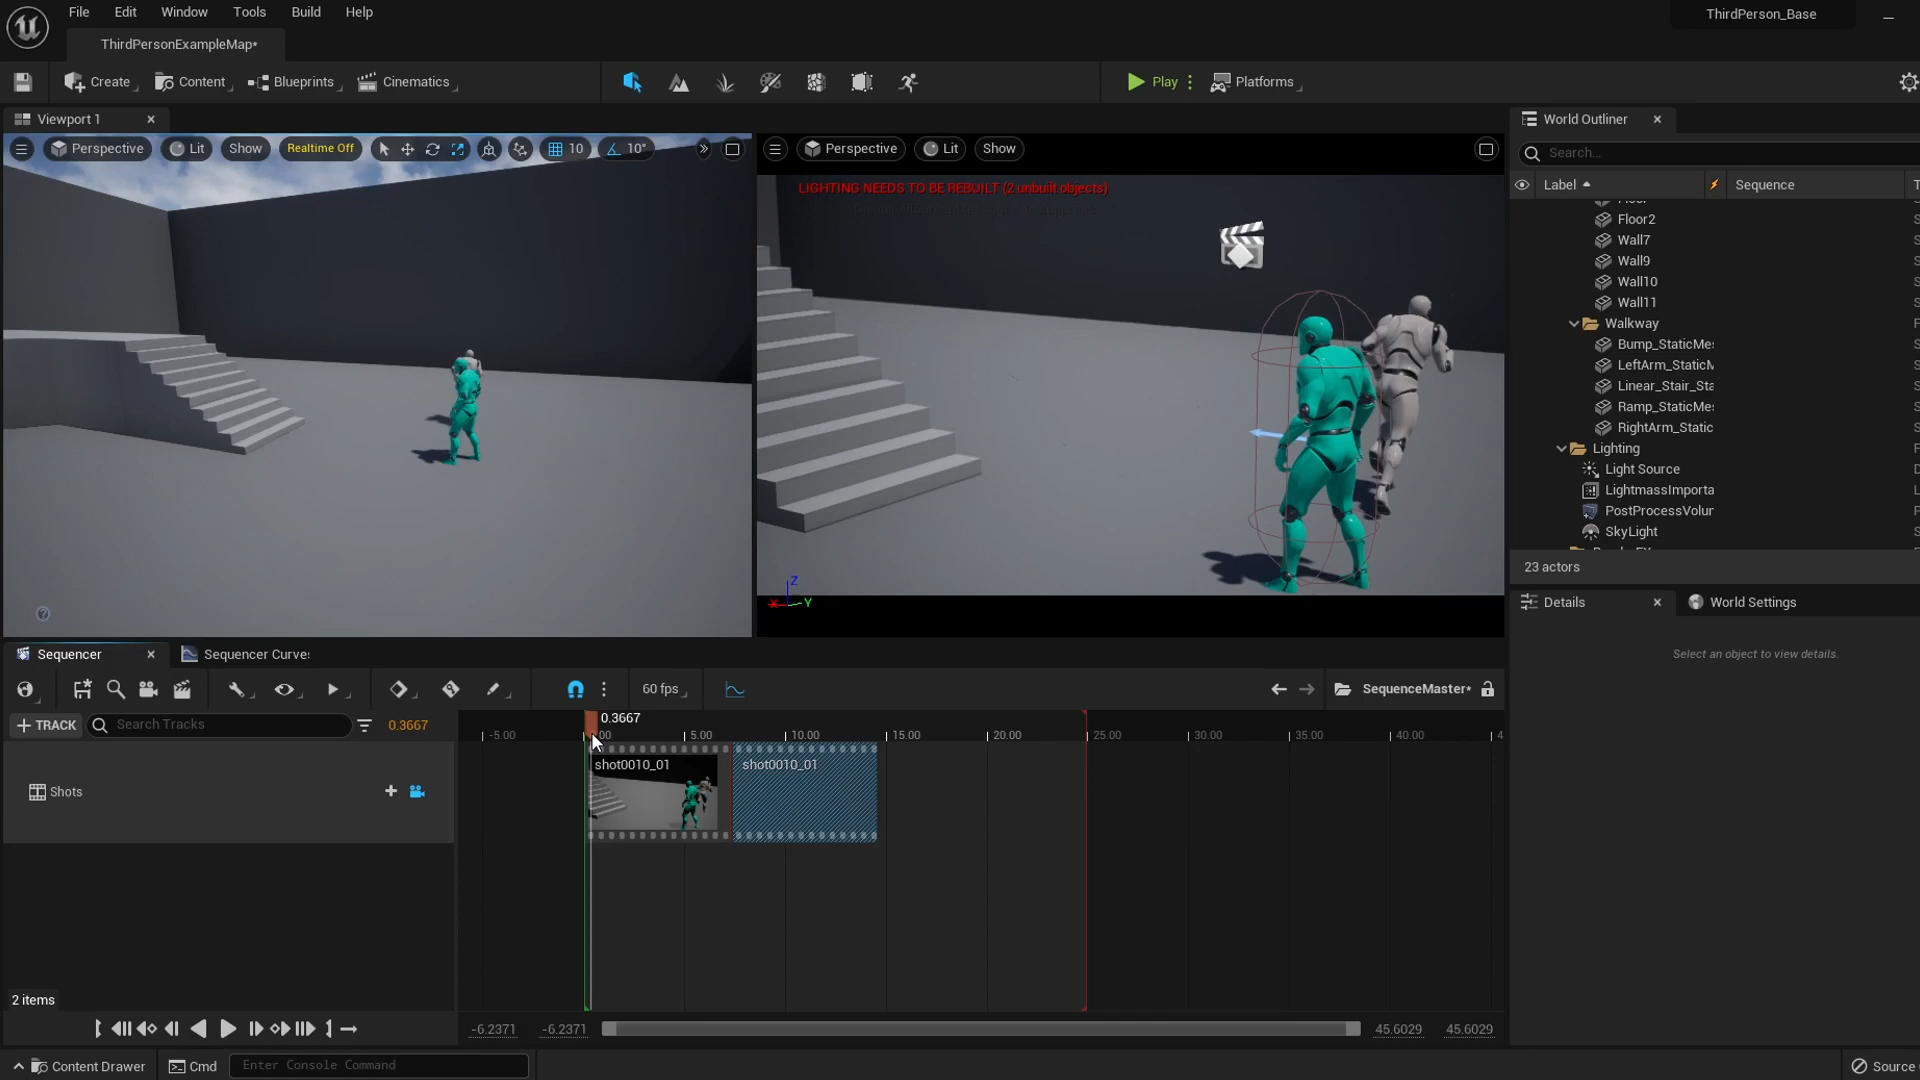 File Edit Window Tools Build Help
ThirdPerson_Base
ThirdPersonExampleMap*
Create Content Blueprints Cinematics Play Platforms
Viewport 1
World Outliner
Perspective Lit Show Realtime Off 10 10°
Perspective Lit Show
Search...
LIGHTING NEEDS TO BE REBUILT (2 unbuilt objects)
Label Sequence
Floor2
Wall7
Wall9
Wall10
Wall11
Walkway
Bump_StaticMes
LeftArm_StaticM
Linear_Stair_Sta
Ramp_StaticMes
RightArm_Static
Lighting
Light Source
LightmassImporta
PostProcessVolun
SkyLight
23 actors
Z
X Y
Details World Settings
Select an object to view details.
Sequencer Sequencer Curves
60 fps SequenceMaster*
TRACK Search Tracks 0.3667
0.3667
-5.00 5.00 10.00 15.00 20.00 25.00 30.00 35.00 40.00 4
Shots
shot0010_01 shot0010_01
2 items
-6.2371 -6.2371 45.6029 45.6029
Content Drawer Cmd Enter Console Command Source